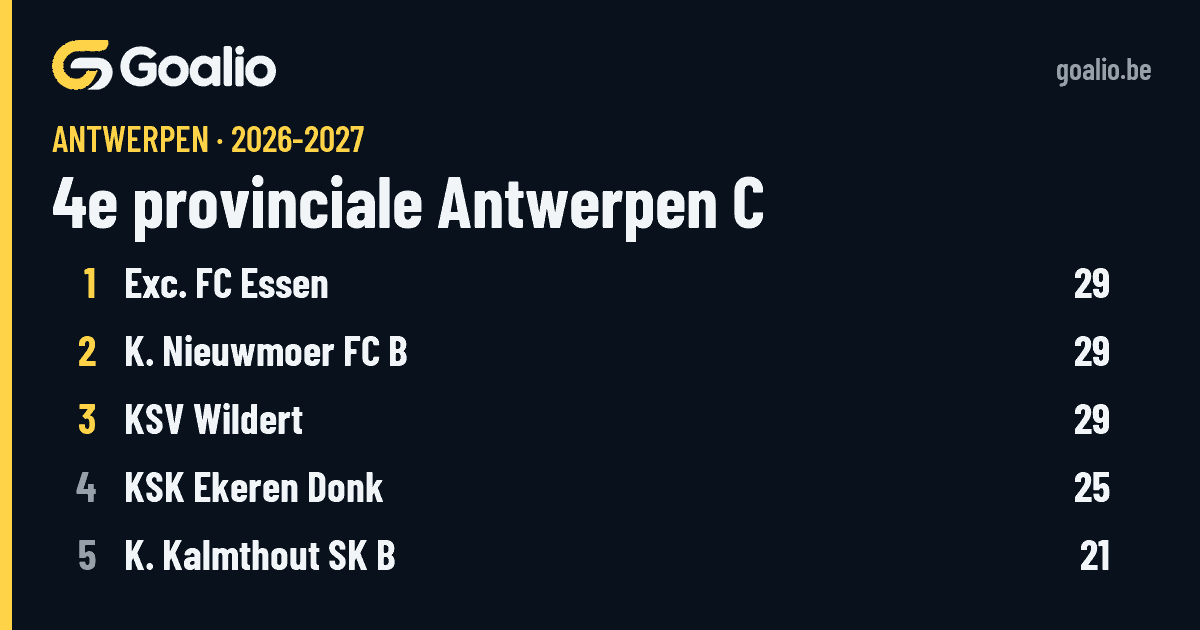 Goalio goalio.be
ANTWERPEN · 2026-2027
4e provinciale Antwerpen C
1 Exc. FC Essen 29
2 K. Nieuwmoer FC B 29
3 KSV Wildert 29
4 KSK Ekeren Donk 25
5 K. Kalmthout SK B 21